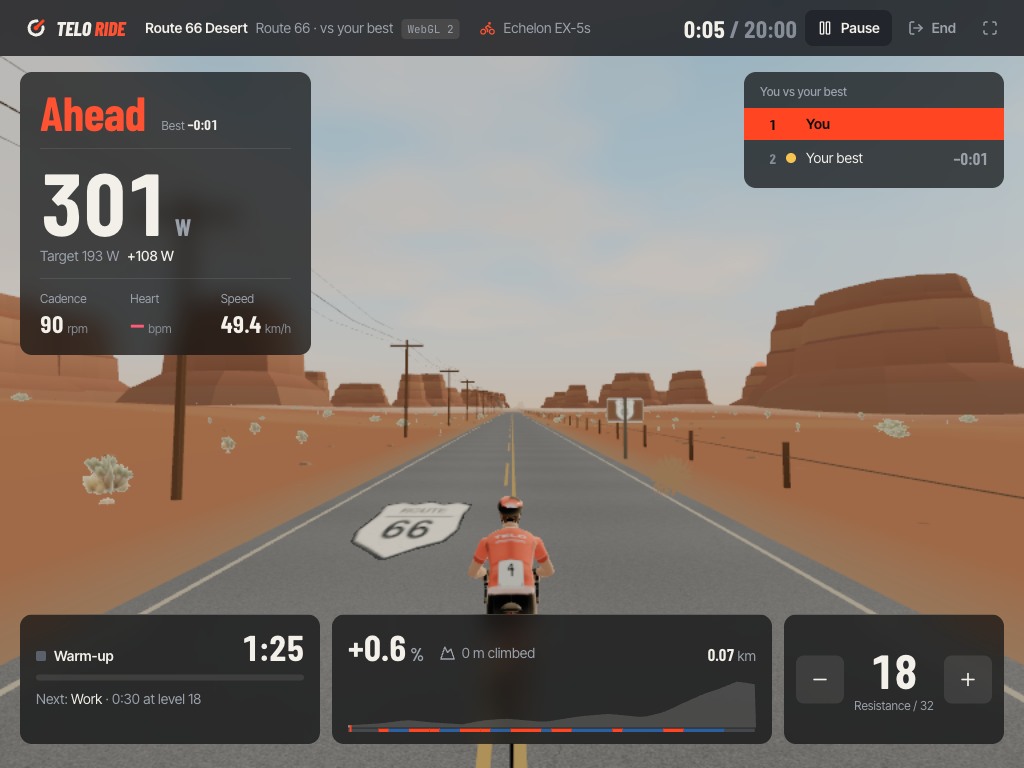 TELO RIDE Route 66 Desert Route 66 · vs your best WebGL 2 Echelon EX-5s 0:05 / 20:00 Pause End
Ahead Best −0:01
301 W
Target 193 W +108 W
Cadence Heart Speed
90 rpm – bpm 49.4 km/h
You vs your best
1 You
2 Your best −0:01
ROUTE
66
TELO
1
Warm-up 1:25
Next: Work · 0:30 at level 18
+0.6 % 0 m climbed 0.07 km
− 18 +
Resistance / 32